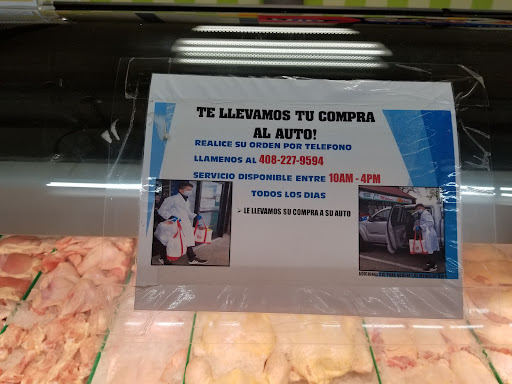 TE LLEVAMOS TU COMPRA
AL AUTO!
REALICE SU ORDEN POR TELEFONO
LLAMENOS AL 408-227-9594
SERVICIO DISPONIBLE ENTRE 10AM - 4PM
TODOS LOS DIAS
➢ LE LLEVAMOS SU COMPRA A SU AUTO